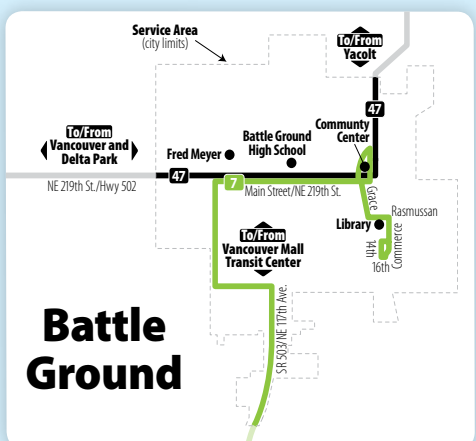 Service Area
(city limits)
To/From
Yacolt
47
Communty
Center
To/From
Vancouver and
Delta Park
Fred Meyer
Battle Ground
High School
47
7
NE 219th St./Hwy 502
Main Street/NE 219th St.
Grace
Rasmussan
Library
Commerce
14th
16th
To/From
Vancouver Mall
Transit Center
S R 503/NE 117th Ave.
Battle
Ground